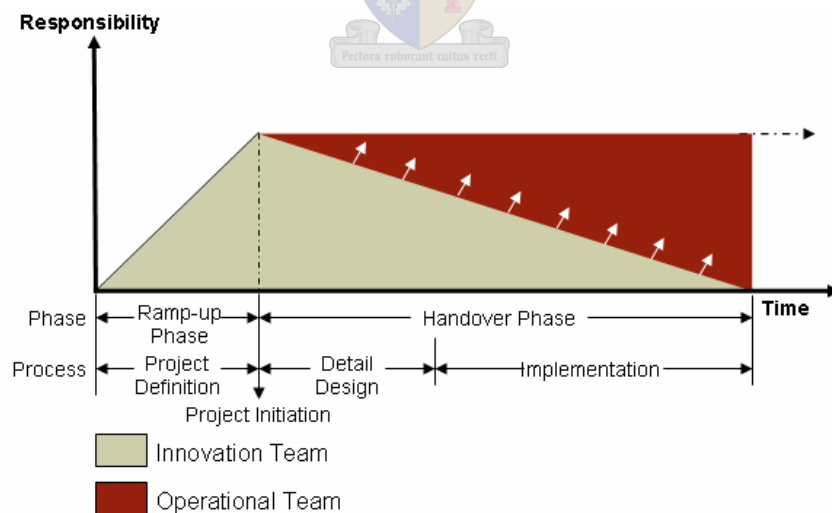 Responsibility
Pectora roborant cultus recti
Time
Phase
Ramp-up
Phase
Handover Phase
Process
Project
Definition
Detail
Design
Implementation
Project Initiation
Innovation Team
Operational Team